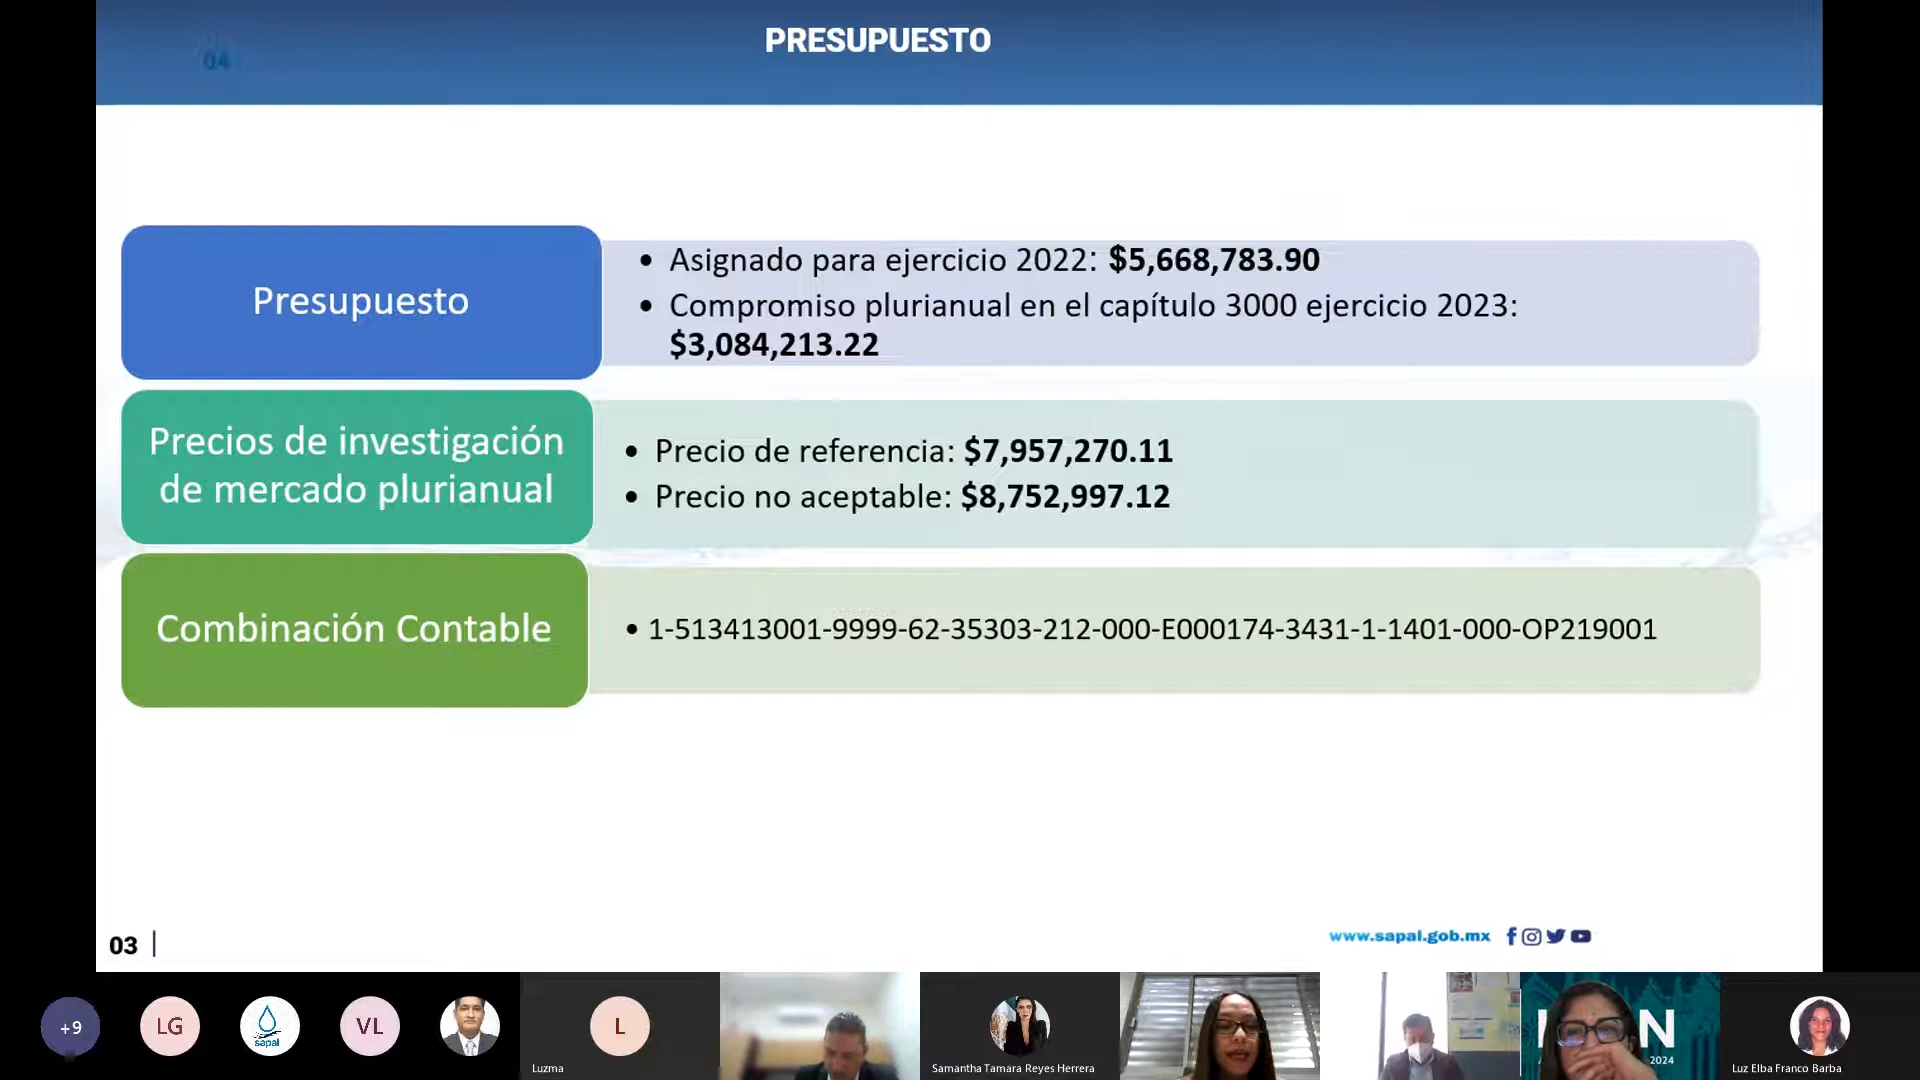 PRESUPUESTO
04
Presupuesto
• Asignado para ejercicio 2022: $5,668,783.90
• Compromiso plurianual en el capítulo 3000 ejercicio 2023:
$3,084,213.22
Precios de investigación
de mercado plurianual
• Precio de referencia: $7,957,270.11
• Precio no aceptable: $8,752,997.12
Combinación Contable
• 1-513413001-9999-62-35303-212-000-E000174-3431-1-1401-000-OP219001
03
www.sapal.gob.mx
+9
LG
sapal
VL
L
Luzma
Samantha Tamara Reyes Herrera
N
2024
Luz Elba Franco Barba